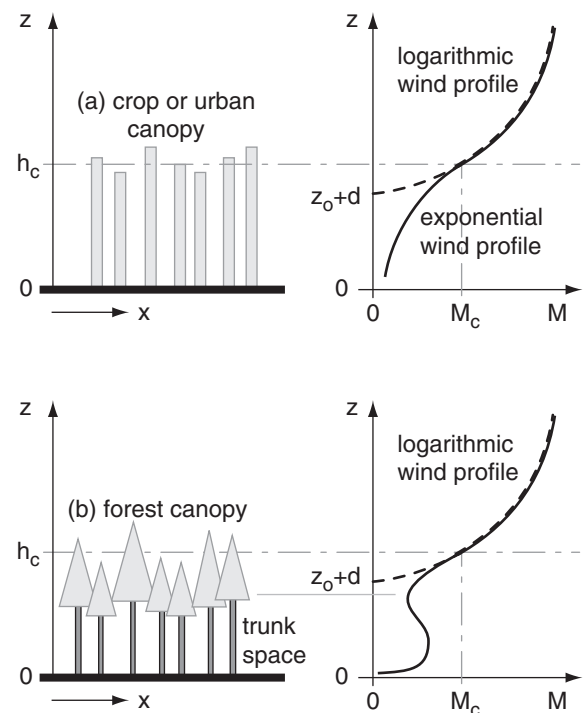 z
(a) crop or urban
canopy
h_c
0
x
z
logarithmic
wind profile
z_o+d
exponential
wind profile
0
0
M_c
M
z
(b) forest canopy
h_c
trunk
space
0
x
z
logarithmic
wind profile
z_o+d
0
0
M_c
M